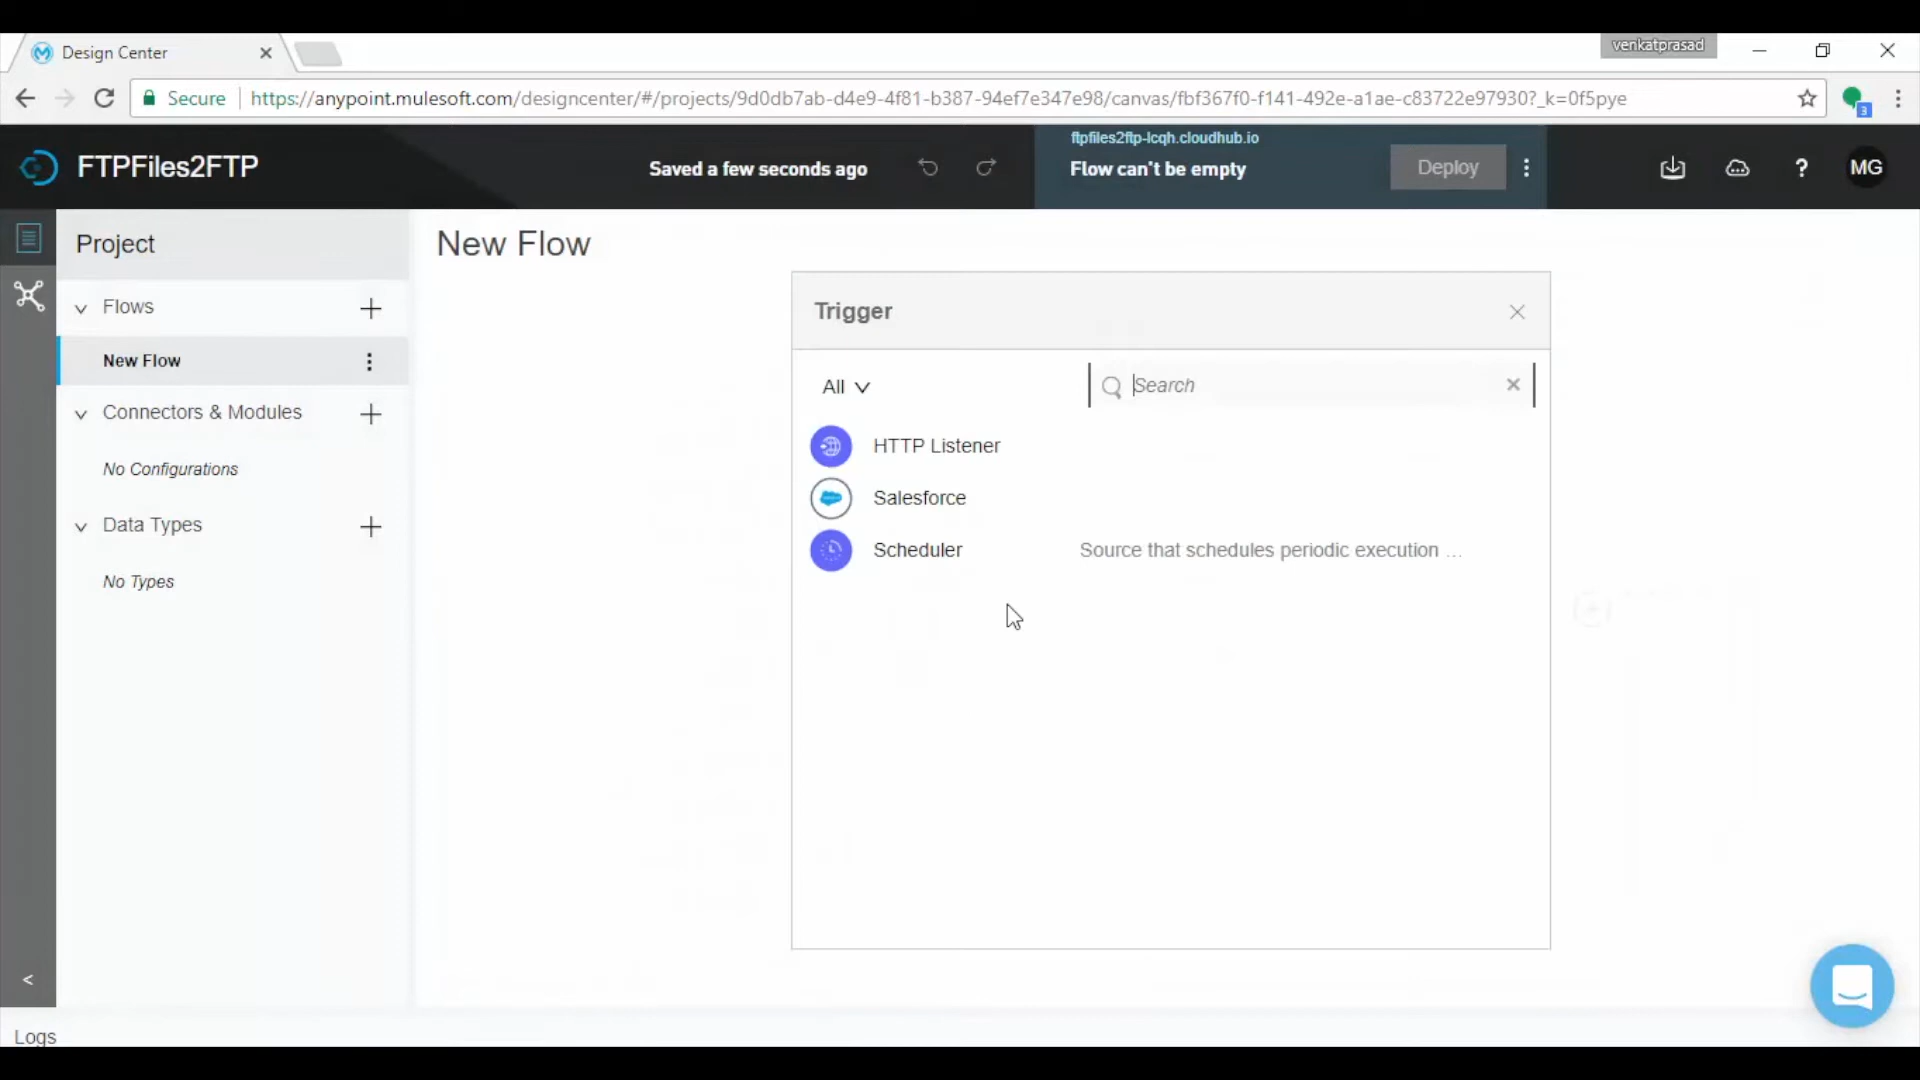 Design Center
venkatprasad
Secure
https://anypoint.mulesoft.com/designcenter/#/projects/9d0db7ab-d4e9-4f81-b387-94ef7e347e98/canvas/fbf367f0-f141-492e-a1ae-c83722e97930?_k=0f5pye
3
FTPFiles2FTP
Saved a few seconds ago
ftpfiles2ftp-lcqh.cloudhub.io
Flow can't be empty
Deploy
?
MG
Project
New Flow
Flows
New Flow
Connectors & Modules
No Configurations
Data Types
No Types
Trigger
All
Search
HTTP Listener
Salesforce
Scheduler
Source that schedules periodic execution ...
<
Logs